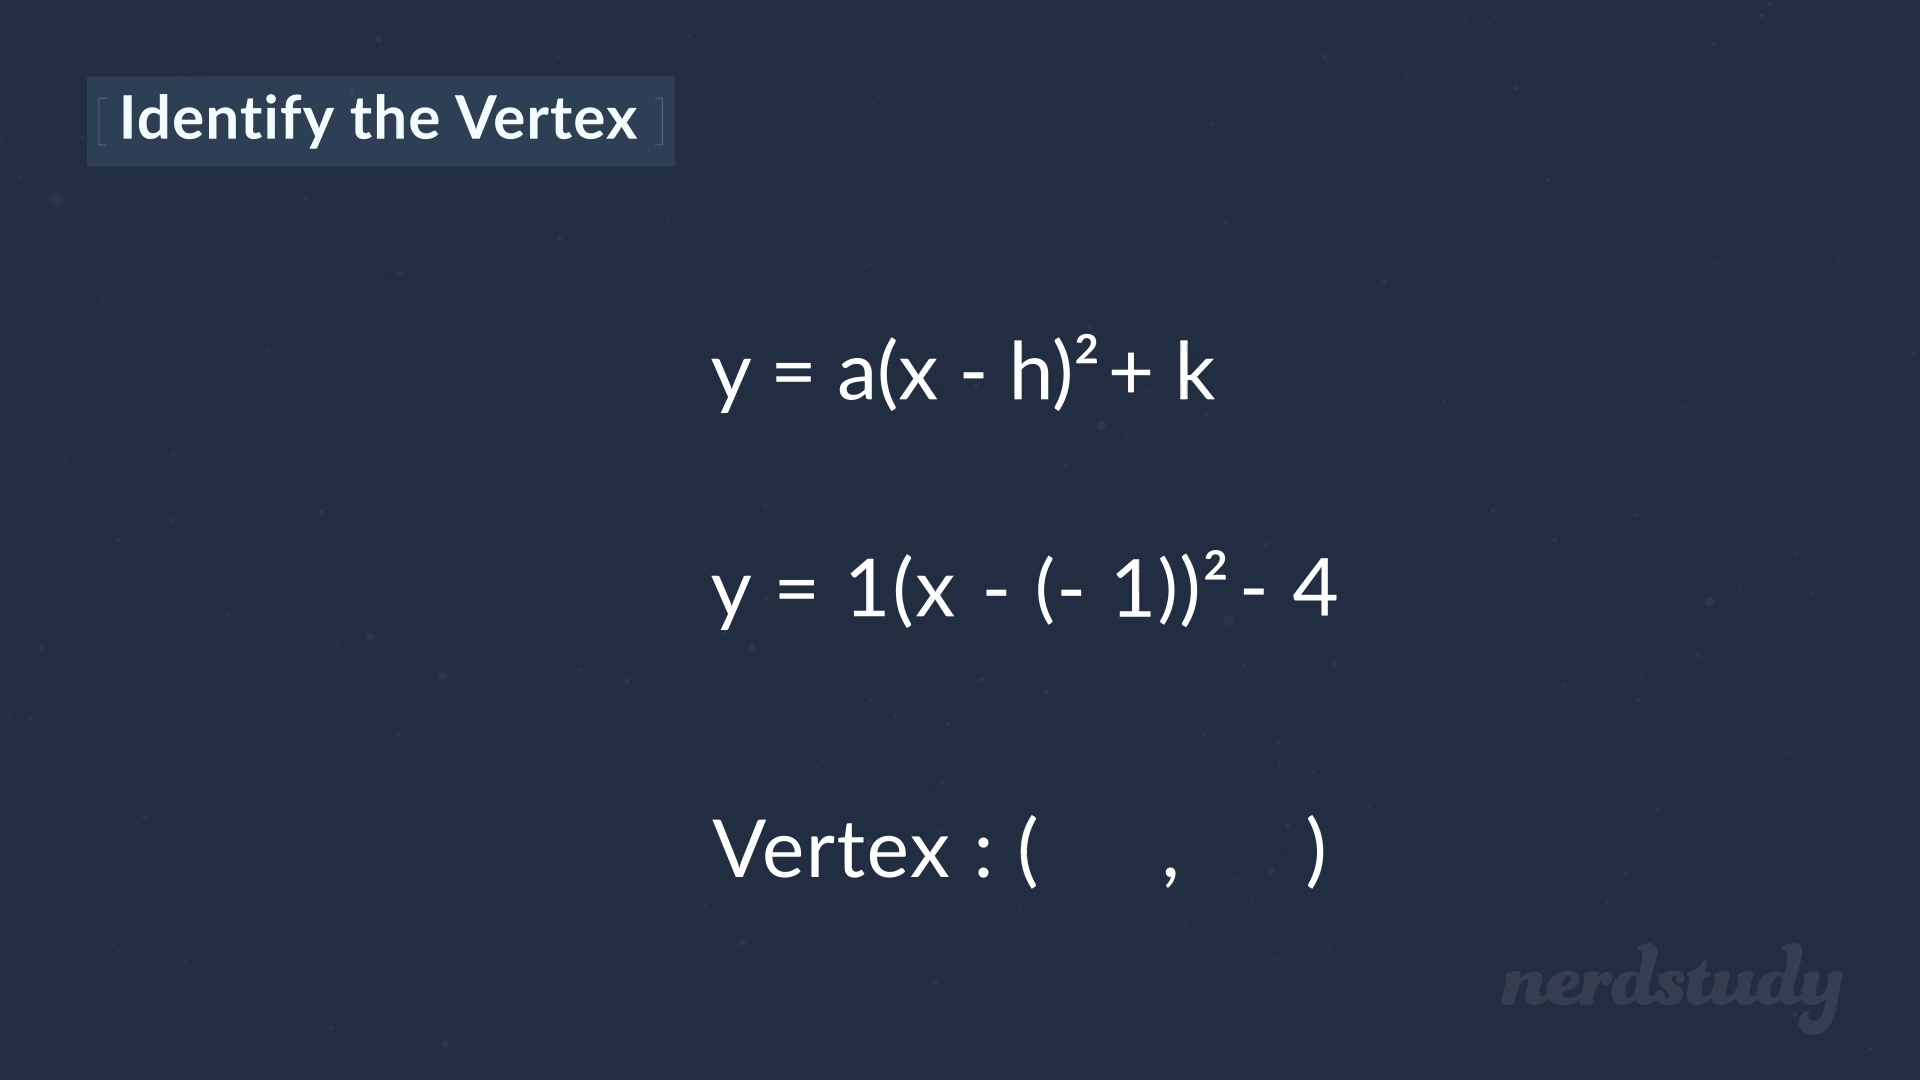 [ Identify the Vertex ]
y = a(x - h)² + k
y = 1(x - (- 1))² - 4
Vertex : ( , )
nerdstudy